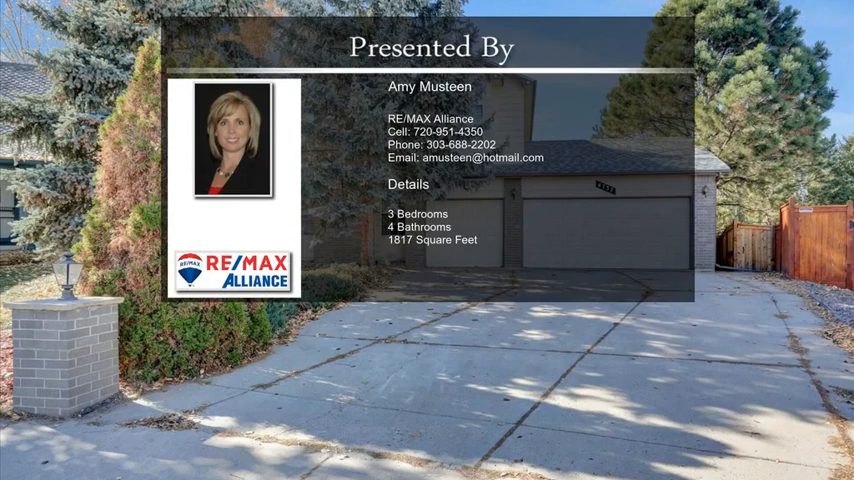 Presented By
Amy Musteen
RE/MAX Alliance
Cell: 720-951-4350
Phone: 303-688-2202
Email: amusteen@hotmail.com
Details
3 Bedrooms
4 Bathrooms
1817 Square Feet
RE/MAX
RE/MAX
ALLIANCE